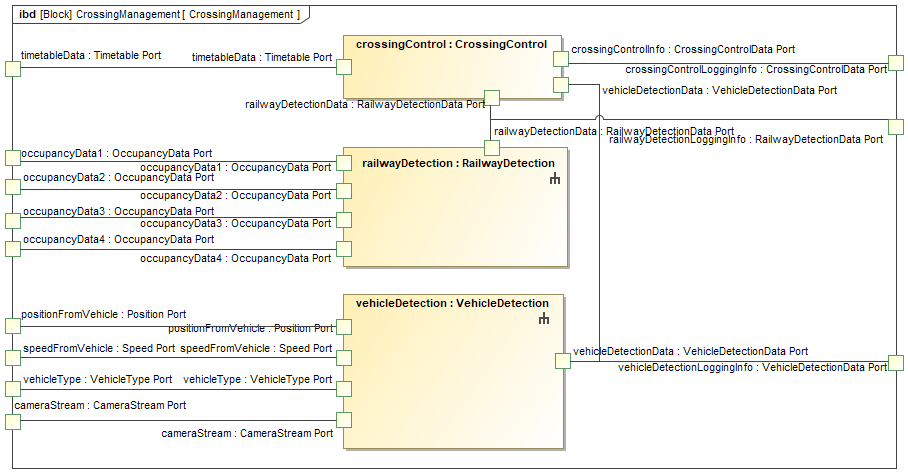 ibd [Block] CrossingManagement [ CrossingManagement ]
timetableData : Timetable Port
timetableData : Timetable Port
crossingControl : CrossingControl
crossingControlInfo : CrossingControlData Port
crossingControlLoggingInfo : CrossingControlData Port
vehicleDetectionData : VehicleDetectionData Port
railwayDetectionData : RailwayDetectionData Port
railwayDetectionData : RailwayDetectionData Port
railwayDetectionLoggingInfo : RailwayDetectionData Port
occupancyData1 : OccupancyData Port
occupancyData1 : OccupancyData Port
railwayDetection : RailwayDetection
occupancyData2 : OccupancyData Port
occupancyData2 : OccupancyData Port
occupancyData3 : OccupancyData Port
occupancyData3 : OccupancyData Port
occupancyData4 : OccupancyData Port
occupancyData4 : OccupancyData Port
vehicleDetection : VehicleDetection
positionFromVehicle : Position Port
positionFromVehicle : Position Port
speedFromVehicle : Speed Port
speedFromVehicle : Speed Port
vehicleDetectionData : VehicleDetectionData Port
vehicleDetectionLoggingInfo : VehicleDetectionData Port
vehicleType : VehicleType Port
vehicleType : VehicleType Port
cameraStream : CameraStream Port
cameraStream : CameraStream Port